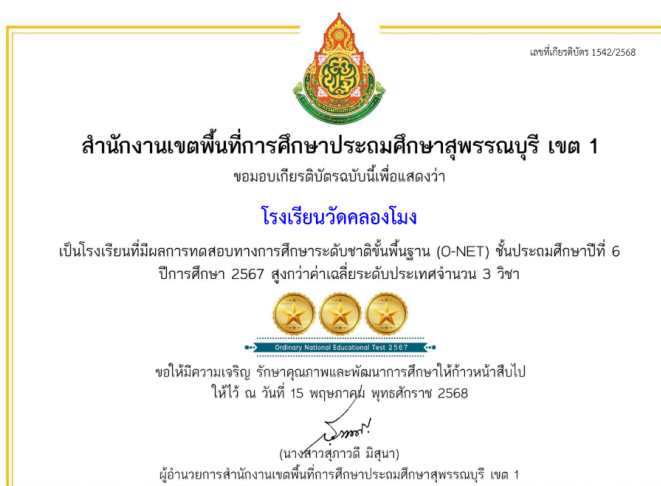 เลขที่เกียรติบัตร 1542/2568
สำนักงานเขตพื้นที่การศึกษาประถมศึกษาสุพรรณบุรี เขต 1
ขอมอบเกียรติบัตรฉบับนี้เพื่อแสดงว่า
โรงเรียนวัดคลองโมง
เป็นโรงเรียนที่มีผลการทดสอบทางการศึกษาระดับชาติขั้นพื้นฐาน (O-NET) ชั้นประถมศึกษาปีที่ 6
ปีการศึกษา 2567 สูงกว่าค่าเฉลี่ยระดับประเทศจำนวน 3 วิชา
Ordinary National Educational Test 2567
ขอให้มีความเจริญ รักษาคุณภาพและพัฒนาการศึกษาให้ก้าวหน้าสืบไป
ให้ไว้ ณ วันที่ 15 พฤษภาคม พุทธศักราช 2568
(นางสาวสุภาวดี มิสุนา)
ผู้อำนวยการสำนักงานเขตพื้นที่การศึกษาประถมศึกษาสุพรรณบุรี เขต 1